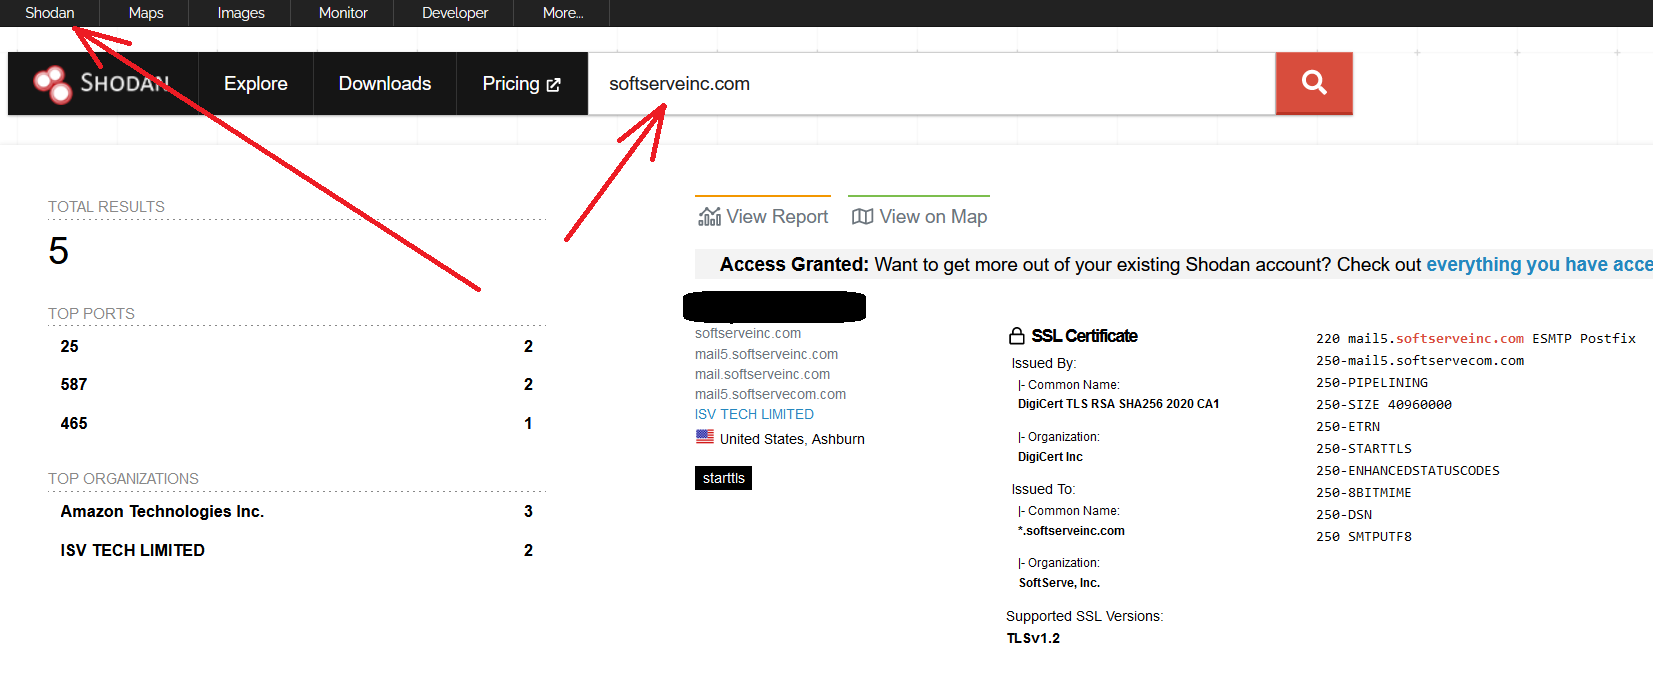 Shodan Maps Images Monitor Developer More...
SHODAN Explore Downloads Pricing softserveinc.com
TOTAL RESULTS
5
TOP PORTS
25 2
587 2
465 1
TOP ORGANIZATIONS
Amazon Technologies Inc. 3
ISV TECH LIMITED 2
View Report View on Map
Access Granted: Want to get more out of your existing Shodan account? Check out everything you have acce
softserveinc.com
mail5.softserveinc.com
mail.softserveinc.com
mail5.softservecom.com
ISV TECH LIMITED
United States, Ashburn
starttls
SSL Certificate
Issued By:
|- Common Name:
DigiCert TLS RSA SHA256 2020 CA1
|- Organization:
DigiCert Inc
Issued To:
|- Common Name:
*.softserveinc.com
|- Organization:
SoftServe, Inc.
Supported SSL Versions:
TLSv1.2
220 mail5.softserveinc.com ESMTP Postfix
250-mail5.softservecom.com
250-PIPELINING
250-SIZE 40960000
250-ETRN
250-STARTTLS
250-ENHANCEDSTATUSCODES
250-8BITMIME
250-DSN
250 SMTPUTF8